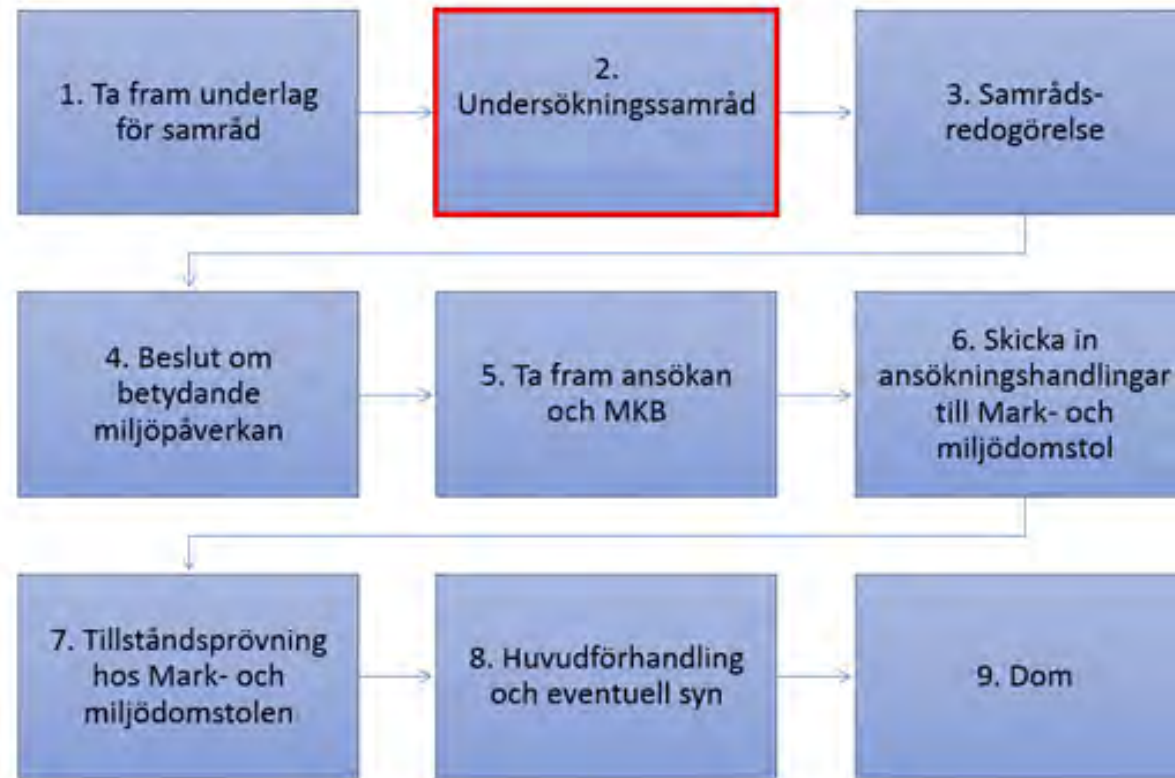 1. Ta fram underlag
för samråd
2.
Undersökningssamråd
3. Samråds-
redogörelse
4. Beslut om
betydande
miljöpåverkan
5. Ta fram ansökan
och MKB
6. Skicka in
ansökningshandlingar
till Mark- och
miljödomstol
7. Tillståndsprövning
hos Mark- och
miljödomstolen
8. Huvudförhandling
och eventuell syn
9. Dom